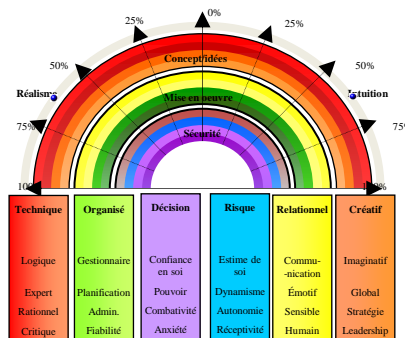 0%
25%
25%
Concept/idées
50%
50%
Réalisme
Intuition
Mise en oeuvre
75%
75%
Sécurité
100%
100%
Technique
Organisé
Décision
Risque
Relationnel
Créatif
Logique
Gestionnaire
Confiance
en soi
Estime de
soi
Commu-
-nication
Imaginatif
Expert
Planification
Pouvoir
Dynamisme
Émotif
Global
Rationnel
Admin.
Combativité
Autonomie
Sensible
Stratégie
Critique
Fiabilité
Anxiété
Réceptivité
Humain
Leadership